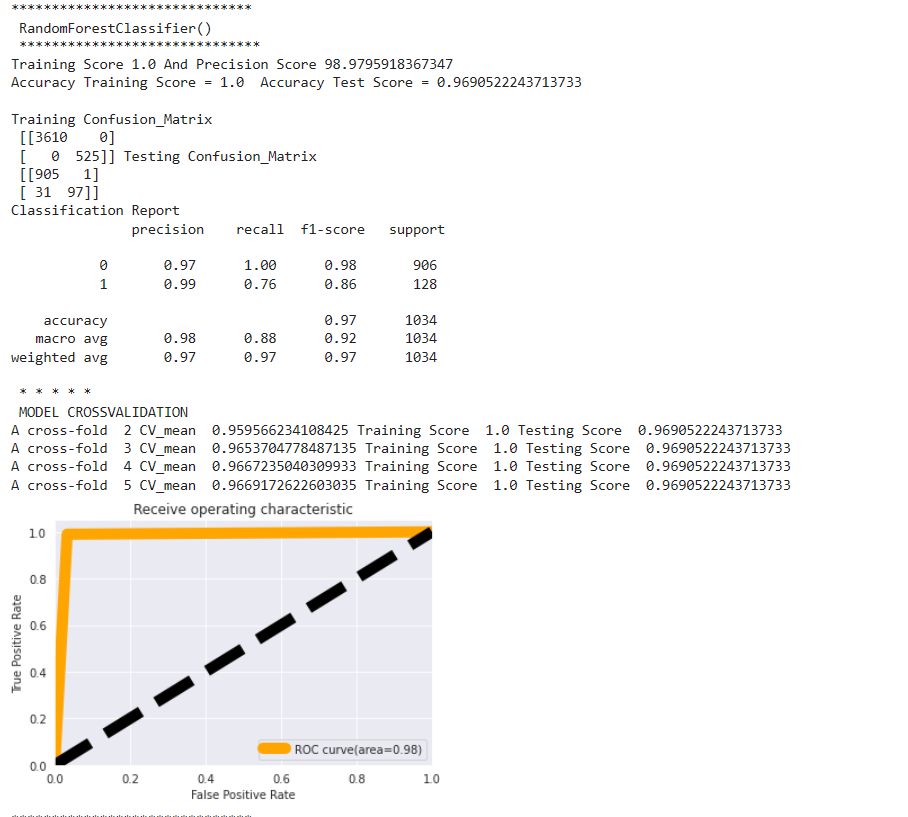 ******************************
RandomForestClassifier()
******************************
Training Score 1.0 And Precision Score 98.9795918367347
Accuracy Training Score = 1.0  Accuracy Test Score = 0.9690522243713733
Training Confusion_Matrix
[[3610    0]
[   0  525]] Testing Confusion_Matrix
[[905   1]
[ 31  97]]
Classification Report
precision    recall  f1-score   support
0       0.97      1.00      0.98       906
1       0.99      0.76      0.86       128
accuracy                           0.97      1034
macro avg       0.98      0.88      0.92      1034
weighted avg       0.97      0.97      0.97      1034
* * * * *
MODEL CROSSVALIDATION
A cross-fold  2 CV_mean  0.959566234108425 Training Score  1.0 Testing Score  0.9690522243713733
A cross-fold  3 CV_mean  0.9653704778487135 Training Score  1.0 Testing Score  0.9690522243713733
A cross-fold  4 CV_mean  0.9667235040309933 Training Score  1.0 Testing Score  0.9690522243713733
A cross-fold  5 CV_mean  0.9669172622603035 Training Score  1.0 Testing Score  0.9690522243713733
Receive operating characteristic
True Positive Rate
1.0
0.8
0.6
0.4
0.2
0.0
ROC curve(area=0.98)
0.0 0.2 0.4 0.6 0.8 1.0
False Positive Rate
******************************